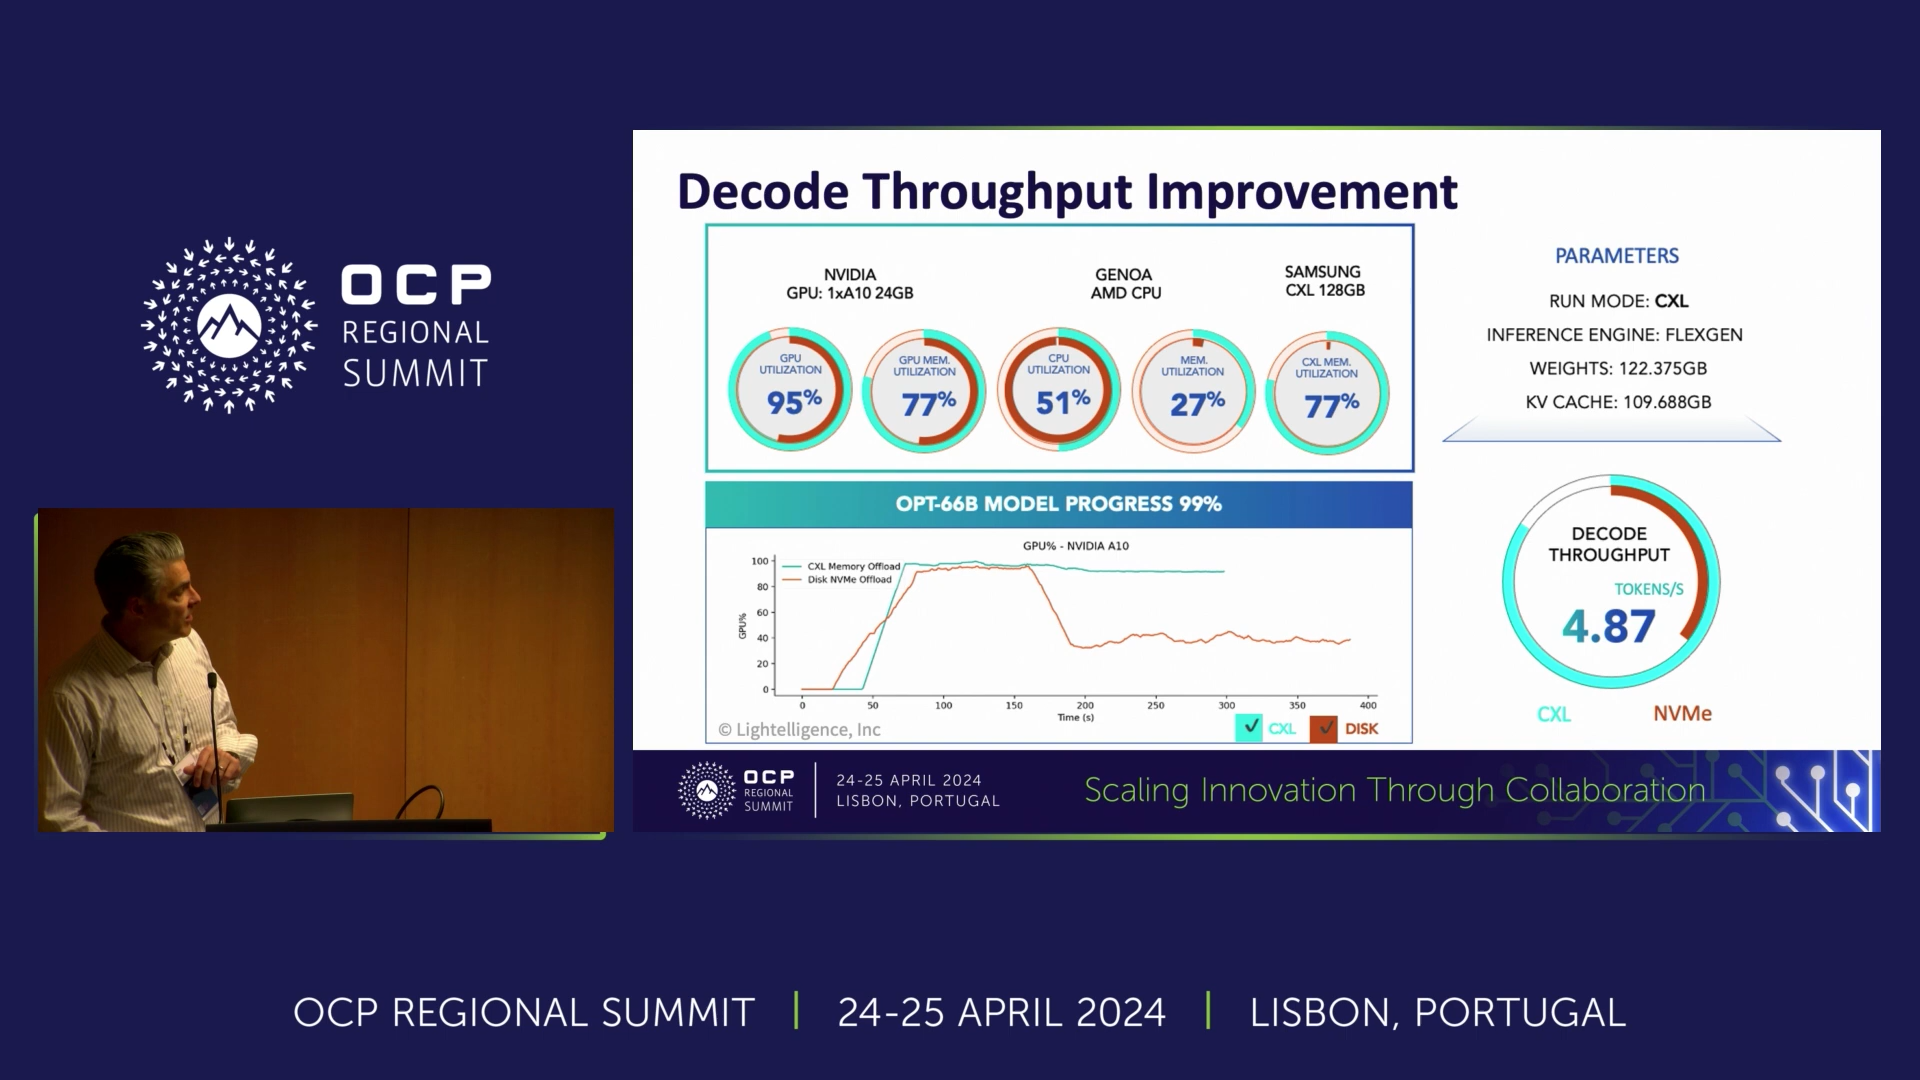 OCP
REGIONAL
SUMMIT
Decode Throughput Improvement
NVIDIA
GPU: 1xA10 24GB
GENOA
AMD CPU
SAMSUNG
CXL 128GB
GPU
UTILIZATION
95%
GPU MEM.
UTILIZATION
77%
CPU
UTILIZATION
51%
MEM.
UTILIZATION
27%
CXL MEM.
UTILIZATION
77%
PARAMETERS
RUN MODE: CXL
INFERENCE ENGINE: FLEXGEN
WEIGHTS: 122.375GB
KV CACHE: 109.688GB
OPT-66B MODEL PROGRESS 99%
GPU% - NVIDIA A10
CXL Memory Offload
Disk NVMe Offload
GPU%
100
80
60
40
20
0
0 50 100 150 200 250 300 350 400
Time (s)
© Lightelligence, Inc
CXL DISK
DECODE
THROUGHPUT
TOKENS/S
4.87
CXL NVMe
OCP
REGIONAL
SUMMIT
24-25 APRIL 2024
LISBON, PORTUGAL
Scaling Innovation Through Collaboration
OCP REGIONAL SUMMIT | 24-25 APRIL 2024 | LISBON, PORTUGAL